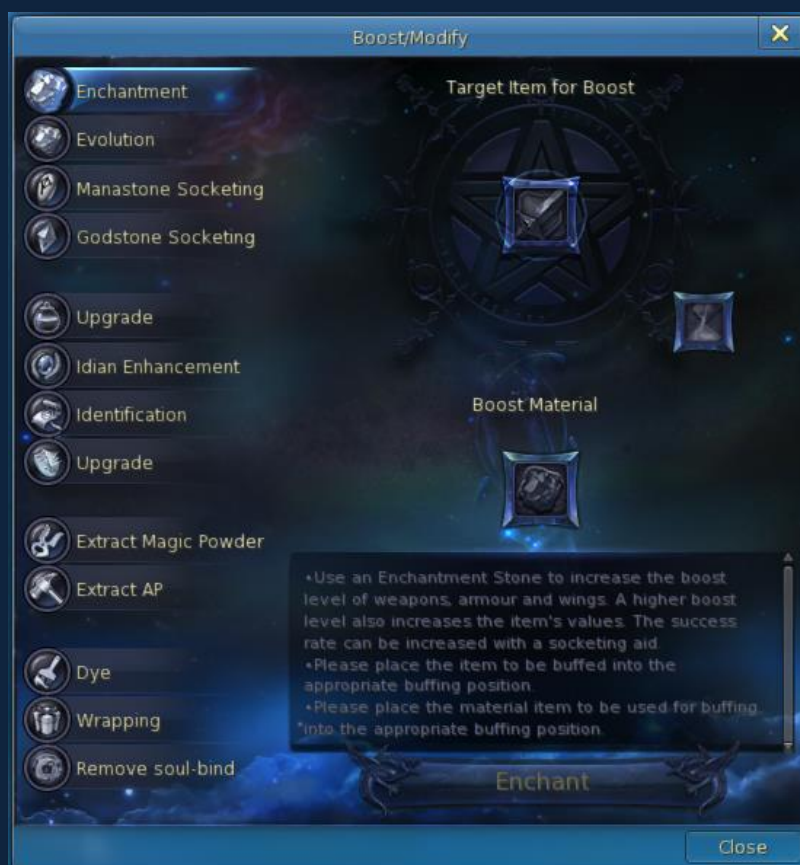 Boost/Modify
Enchantment
Evolution
Manastone Socketing
Godstone Socketing
Upgrade
Idian Enhancement
Identification
Upgrade
Extract Magic Powder
Extract AP
Dye
Wrapping
Remove soul-bind
Target Item for Boost
Boost Material
•Use an Enchantment Stone to increase the boost
level of weapons, armour and wings. A higher boost
level also increases the item's values. The success
rate can be increased with a socketing aid
•Please place the item to be buffed into the
appropriate buffing position.
•Please place the material item to be used for buffing
into the appropriate buffing position.
Enchant
Close